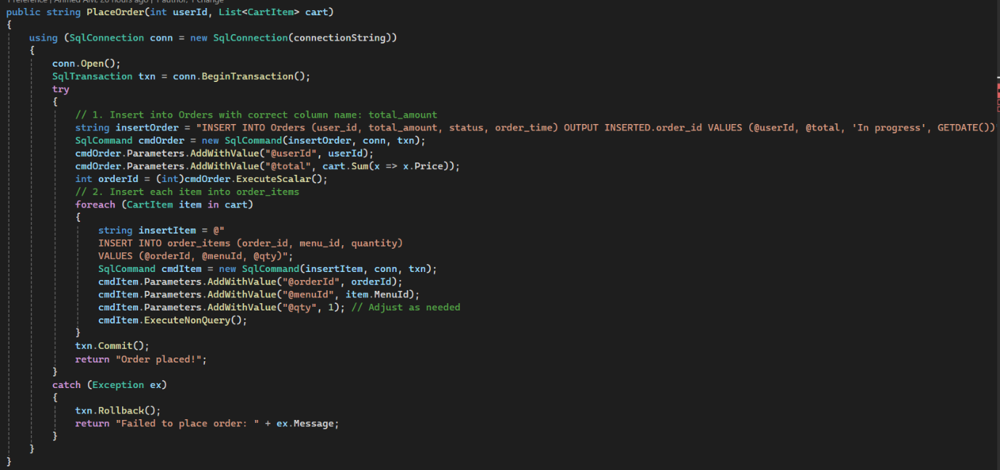 1 reference | Ahmed Alvi, 20 hours ago | 1 author, 1 change
public string PlaceOrder(int userId, List<CartItem> cart)
{
using (SqlConnection conn = new SqlConnection(connectionString))
{
conn.Open();
SqlTransaction txn = conn.BeginTransaction();
try
{
// 1. Insert into Orders with correct column name: total_amount
string insertOrder = "INSERT INTO Orders (user_id, total_amount, status, order_time) OUTPUT INSERTED.order_id VALUES (@userId, @total, 'In progress', GETDATE())"
SqlCommand cmdOrder = new SqlCommand(insertOrder, conn, txn);
cmdOrder.Parameters.AddWithValue("@userId", userId);
cmdOrder.Parameters.AddWithValue("@total", cart.Sum(x => x.Price));
int orderId = (int)cmdOrder.ExecuteScalar();
// 2. Insert each item into order_items
foreach (CartItem item in cart)
{
string insertItem = @"
INSERT INTO order_items (order_id, menu_id, quantity)
VALUES (@orderId, @menuId, @qty)";
SqlCommand cmdItem = new SqlCommand(insertItem, conn, txn);
cmdItem.Parameters.AddWithValue("@orderId", orderId);
cmdItem.Parameters.AddWithValue("@menuId", item.MenuId);
cmdItem.Parameters.AddWithValue("@qty", 1); // Adjust as needed
cmdItem.ExecuteNonQuery();
}
txn.Commit();
return "Order placed!";
}
catch (Exception ex)
{
txn.Rollback();
return "Failed to place order: " + ex.Message;
}
}
}